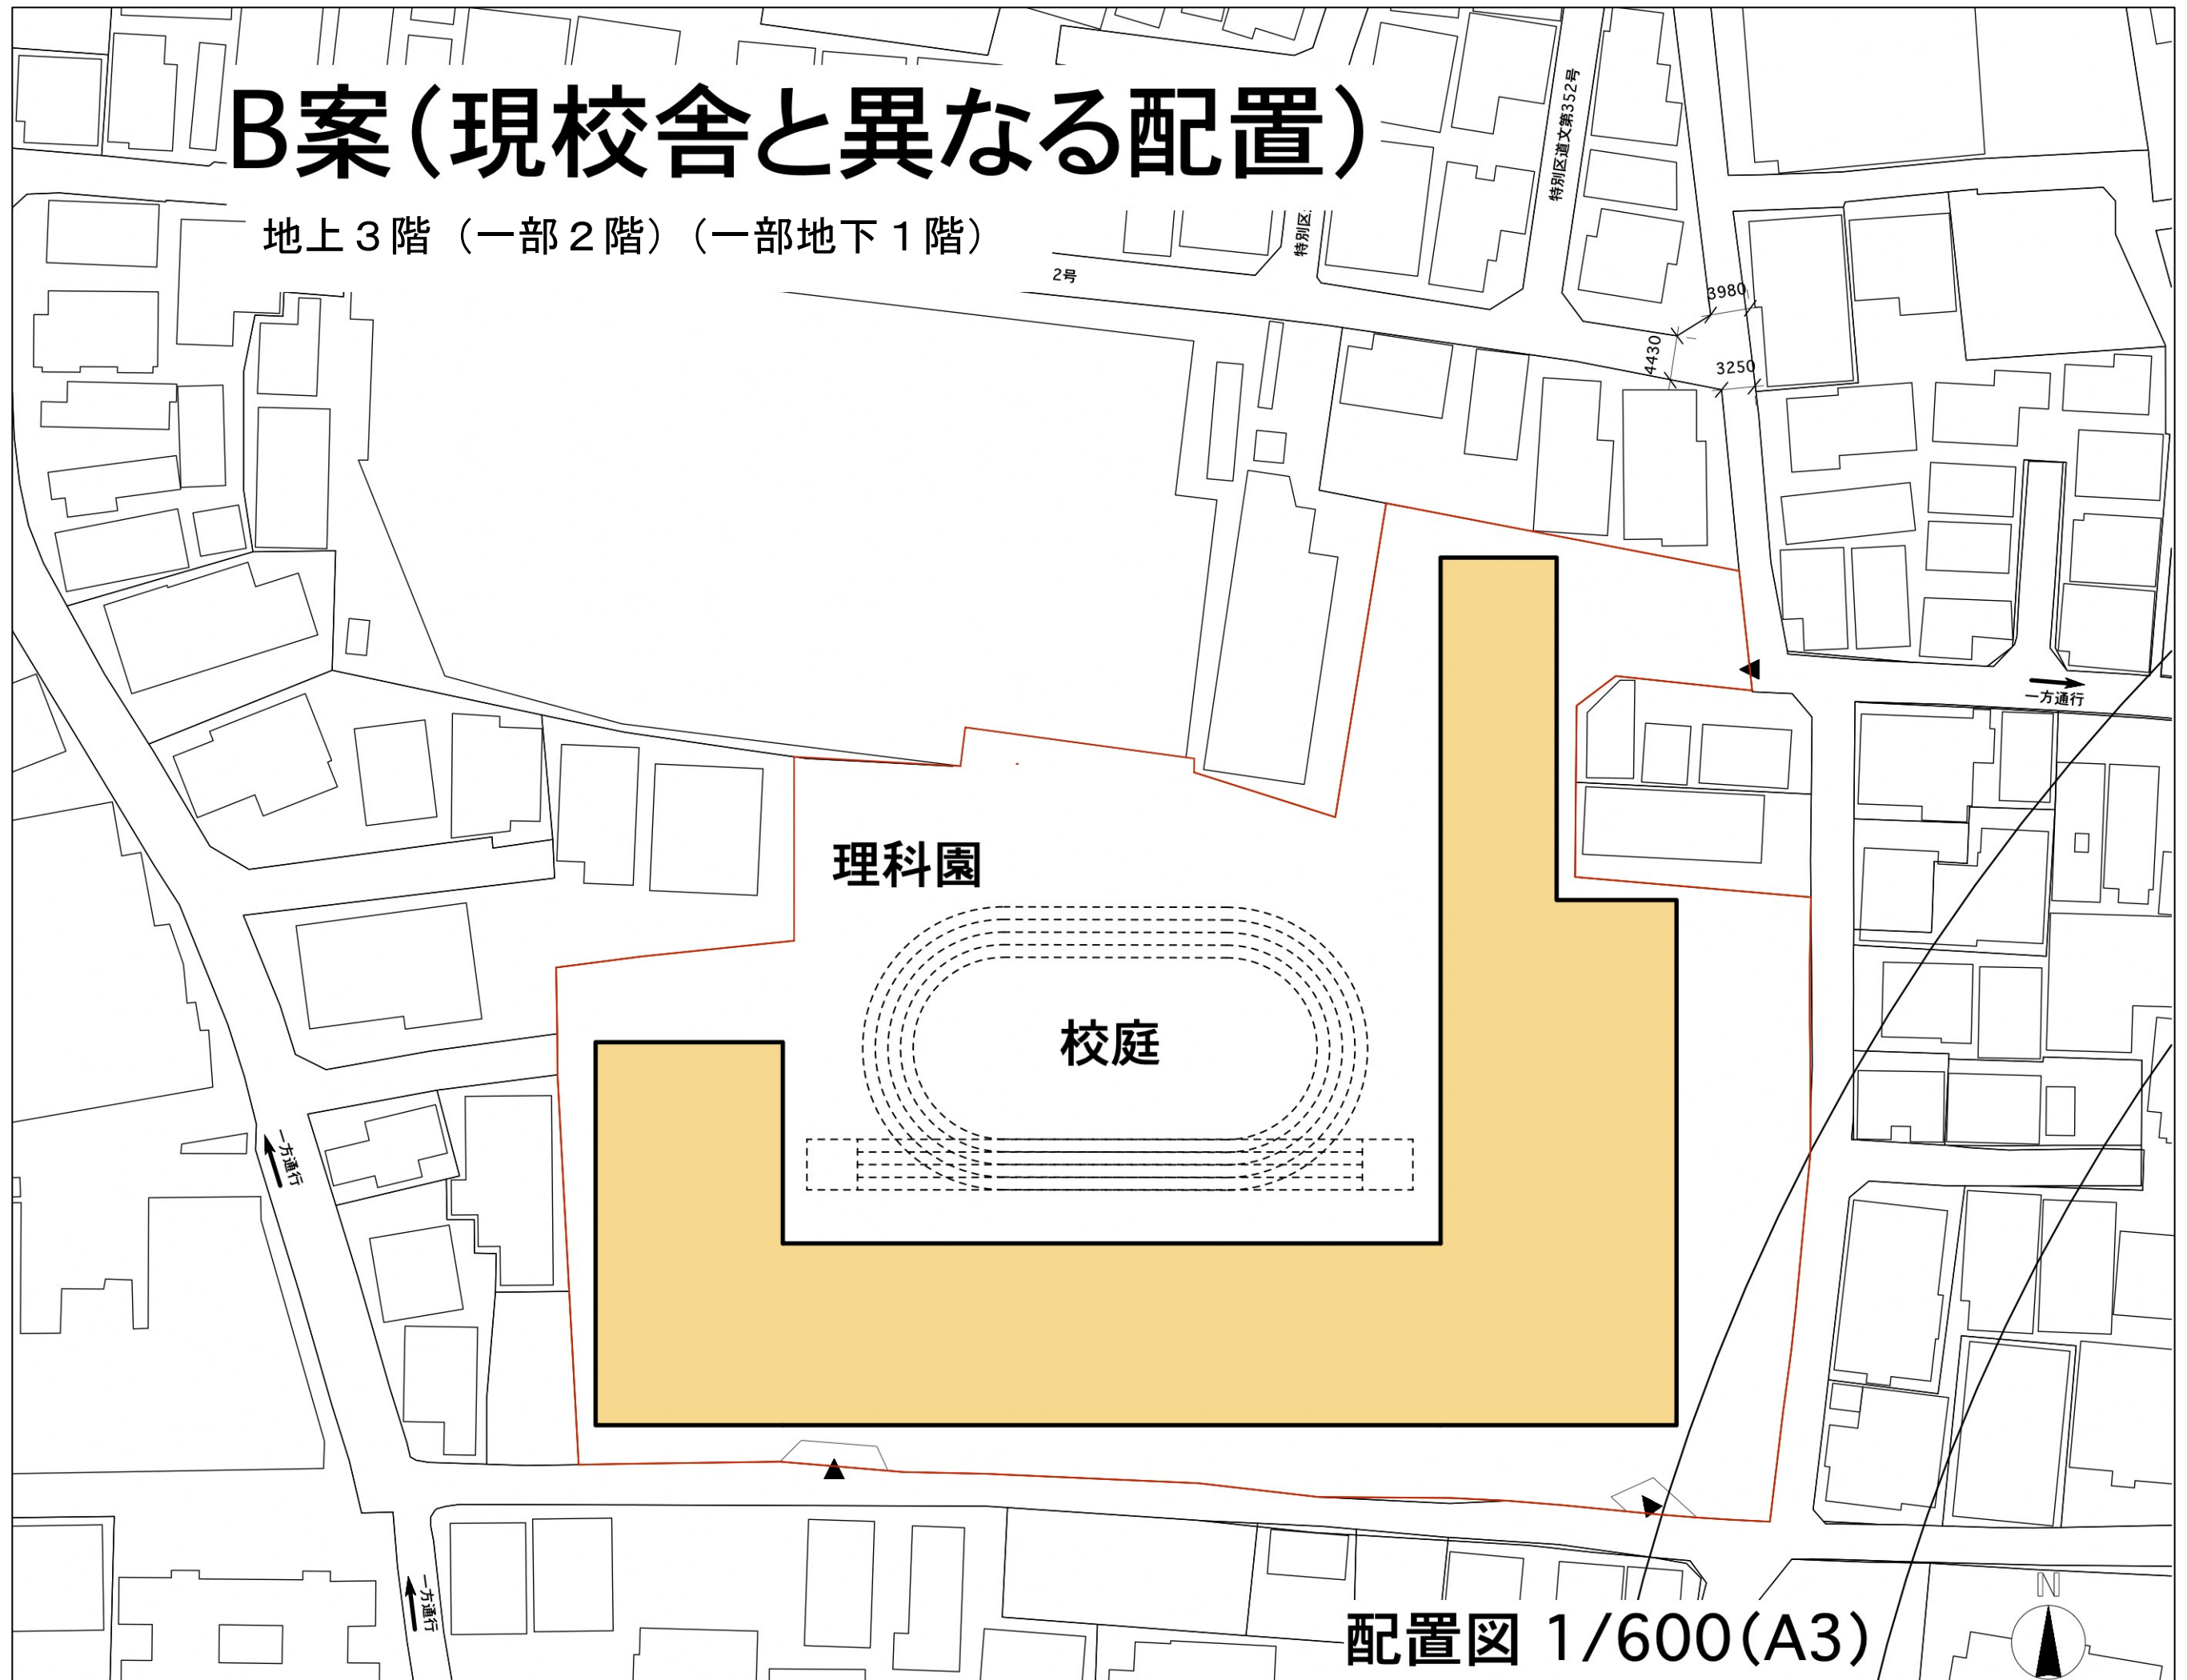 B案(現校舎と異なる配置)
地上3階(一部2階)(一部地下1階)
特別区道文第352号
特別区
2号
3980
4430
3250
一方通行
理科園
校庭
一方通行
一方通行
配置図 1/600(A3)
N